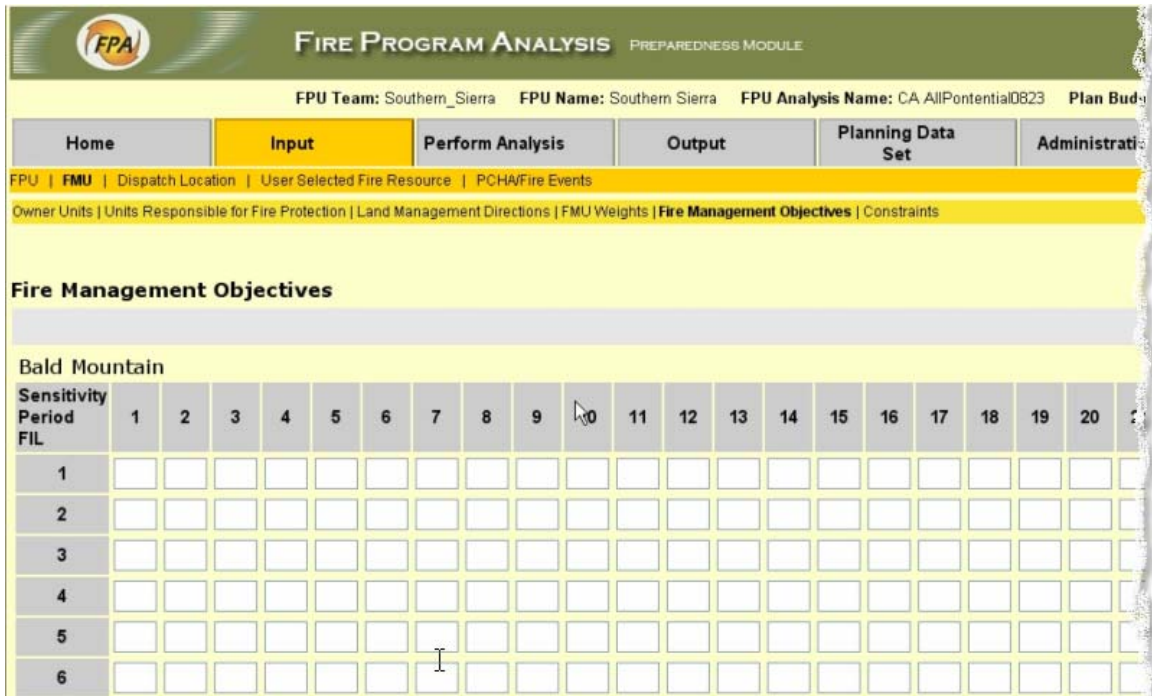 FPA FIRE PROGRAM ANALYSIS PREPAREDNESS MODULE
FPU Team: Southern_Sierra FPU Name: Southern Sierra FPU Analysis Name: CA AllPontential0823 Plan
Home Input Perform Analysis Output Planning Data Set
FPU | FMU | Dispatch Location | User Selected Fire Resource | PCHA/Fire Events
Owner Units | Units Responsible for Fire Protection | Land Management Directions | FMU Weights | Fire Management Objectives | Constraints
Fire Management Objectives
Bald Mountain
Sensitivity Period FIL 1 2 3 4 5 6 7 8 9 11 12 13 14 15 16 17 18 19 20
1
2
3
4
5
6